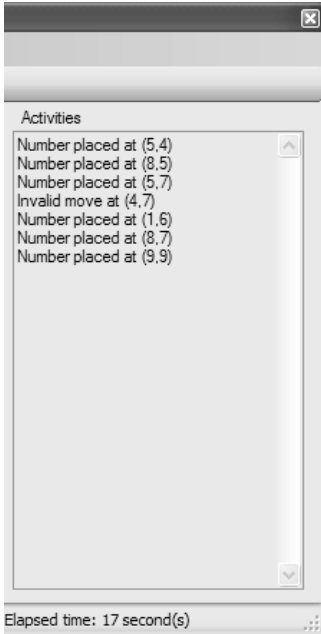 Activities
Number placed at (5,4)
Number placed at (8,5)
Number placed at (5,7)
Invalid move at (4,7)
Number placed at (1,6)
Number placed at (8,7)
Number placed at (9,9)
Elapsed time: 17 second(s)